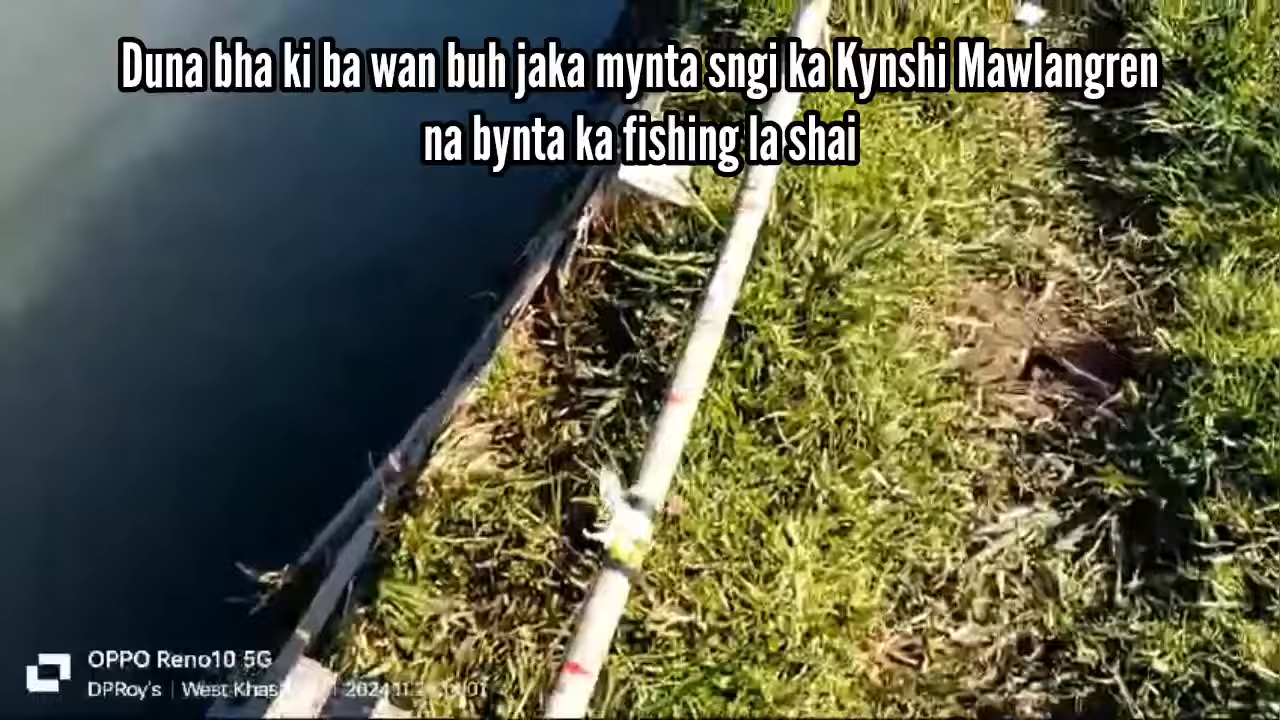 Duna bha ki ba wan buh jaka mynta sngi ka Kynshi Mawlangren
na bynta ka fishing la shai
OPPO Reno10 5G
DPRoy's | West Khas